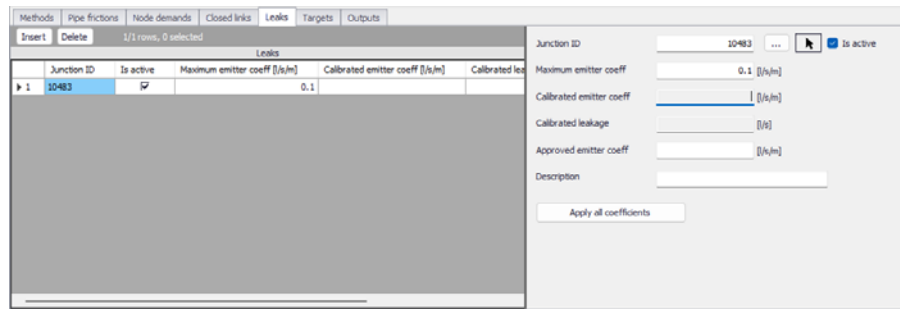 Methods Pipe frictions Node demands Closed links Leaks Targets Outputs
Insert Delete 1/1 rows, 0 selected
Leaks
Junction ID Is active Maximum emitter coeff [l/s/m] Calibrated emitter coeff [l/s/m] Calibrated lea
1 10483 0.1
Junction ID 10483 ... Is active
Maximum emitter coeff 0.1 [l/s/m]
Calibrated emitter coeff [l/s/m]
Calibrated leakage [l/s]
Approved emitter coeff [l/s/m]
Description
Apply all coefficients